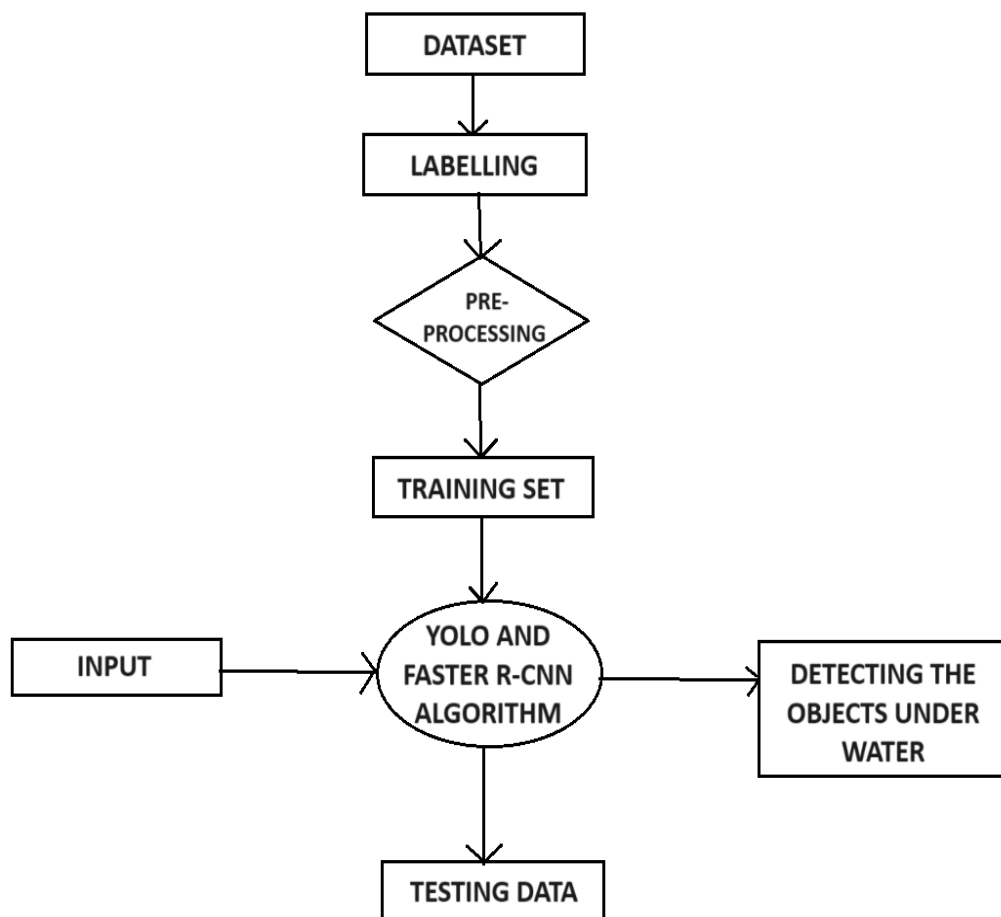 DATASET
LABELLING
PRE-
PROCESSING
TRAINING SET
INPUT
YOLO AND
FASTER R-CNN
ALGORITHM
DETECTING THE
OBJECTS UNDER
WATER
TESTING DATA